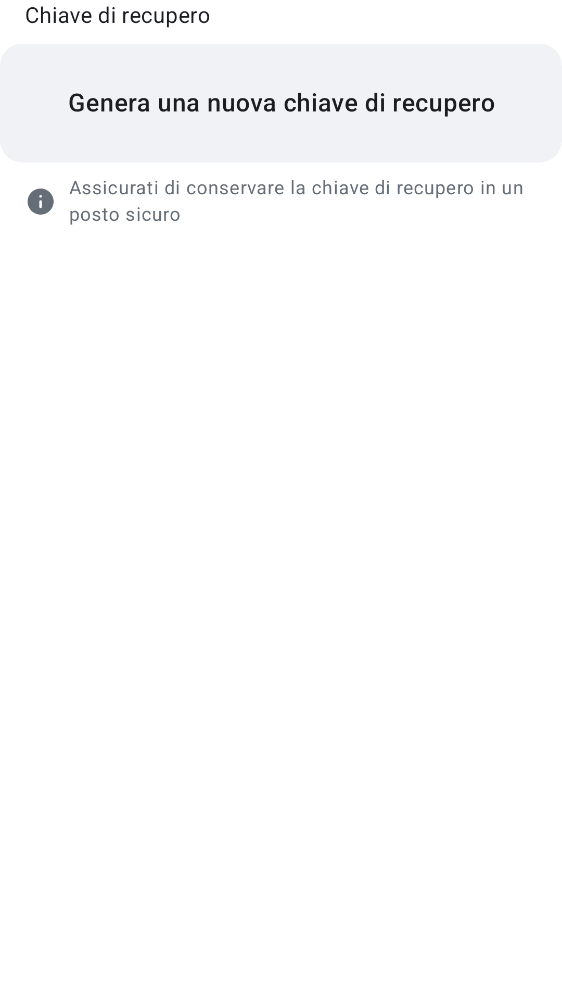 Chiave di recupero
Genera una nuova chiave di recupero
Assicurati di conservare la chiave di recupero in un
posto sicuro